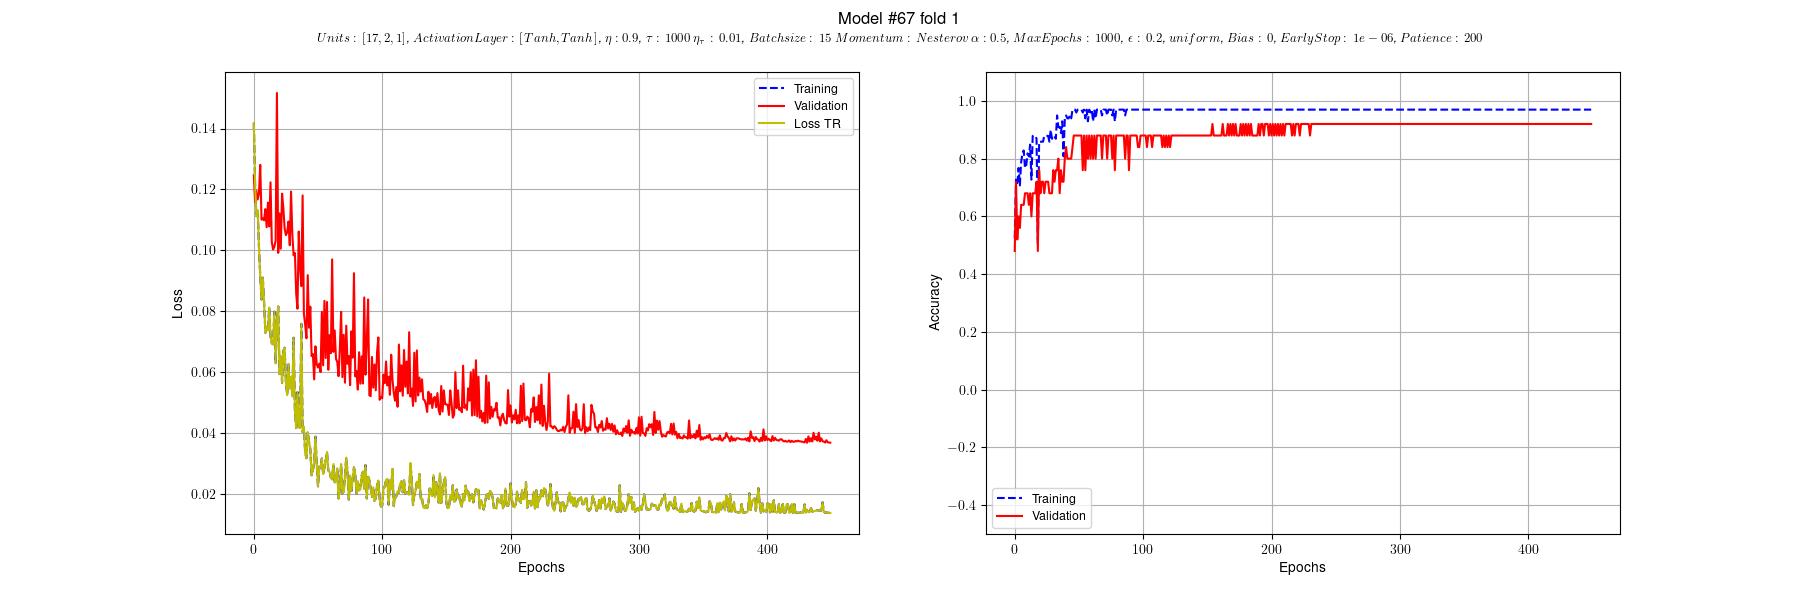 Model #67 fold 1
Units : [17, 2, 1], ActivationLayer : [Tanh, Tanh], η : 0.9, τ : 1000 ητ : 0.01, Batchsize : 15 Momentum : Nesterov α : 0.5, MaxEpochs : 1000, ϵ : 0.2, uniform, Bias : 0, EarlyStop : 1e − 06, Patience : 200
Training
Validation
Loss TR
0.14
0.12
0.10
0.08
0.06
0.04
0.02
Loss
0 100 200 300 400
Epochs
1.0
0.8
0.6
0.4
0.2
0.0
−0.2
−0.4
Accuracy
Training
Validation
0 100 200 300 400
Epochs